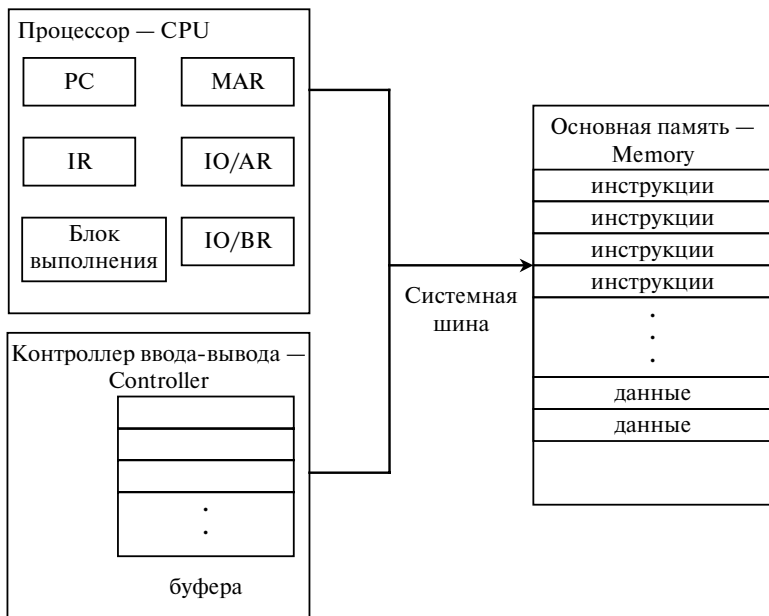 Процессор — CPU
PC
MAR
IR
IO/AR
Блок
выполнения
IO/BR
Контроллер ввода-вывода —
Controller
буфера
Системная
шина
Основная память —
Memory
инструкции
инструкции
инструкции
инструкции
данные
данные